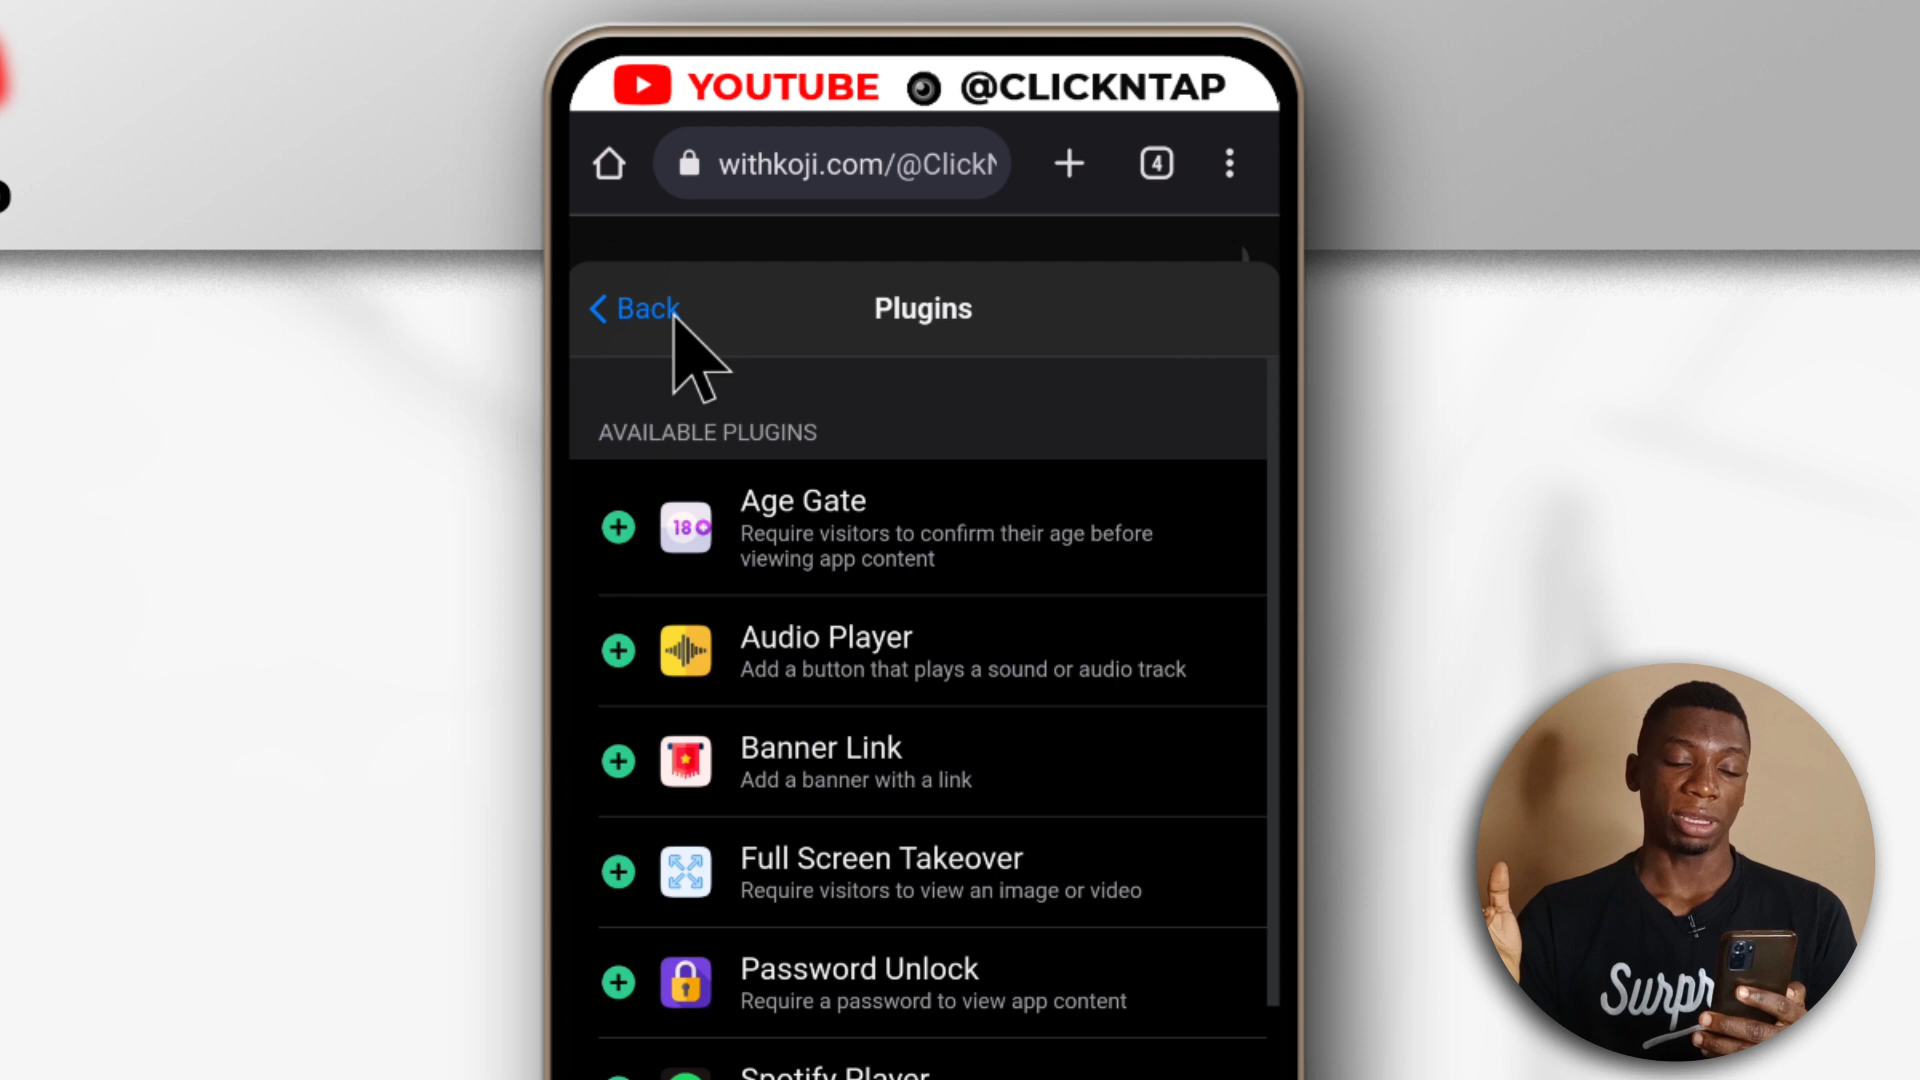 YOUTUBE @CLICKNTAP
withkoji.com/@Click
4
Back
Plugins
AVAILABLE PLUGINS
Age Gate
18
Require visitors to confirm their age before
viewing app content
Audio Player
Add a button that plays a sound or audio track
Banner Link
Add a banner with a link
Full Screen Takeover
Require visitors to view an image or video
Password Unlock
Require a password to view app content
Spotify Player
Surpr